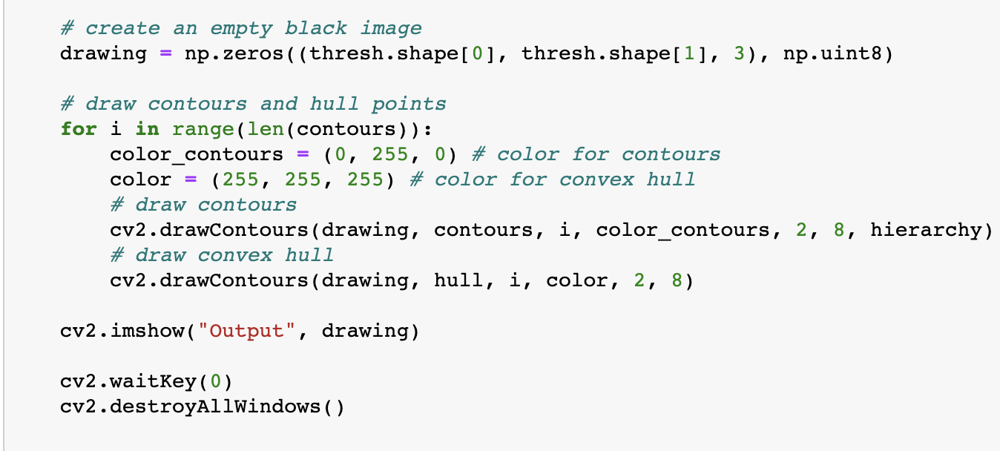 # create an empty black image
drawing = np.zeros((thresh.shape[0], thresh.shape[1], 3), np.uint8)
# draw contours and hull points
for i in range(len(contours)):
color_contours = (0, 255, 0) # color for contours
color = (255, 255, 255) # color for convex hull
# draw contours
cv2.drawContours(drawing, contours, i, color_contours, 2, 8, hierarchy)
# draw convex hull
cv2.drawContours(drawing, hull, i, color, 2, 8)
cv2.imshow("Output", drawing)
cv2.waitKey(0)
cv2.destroyAllWindows()